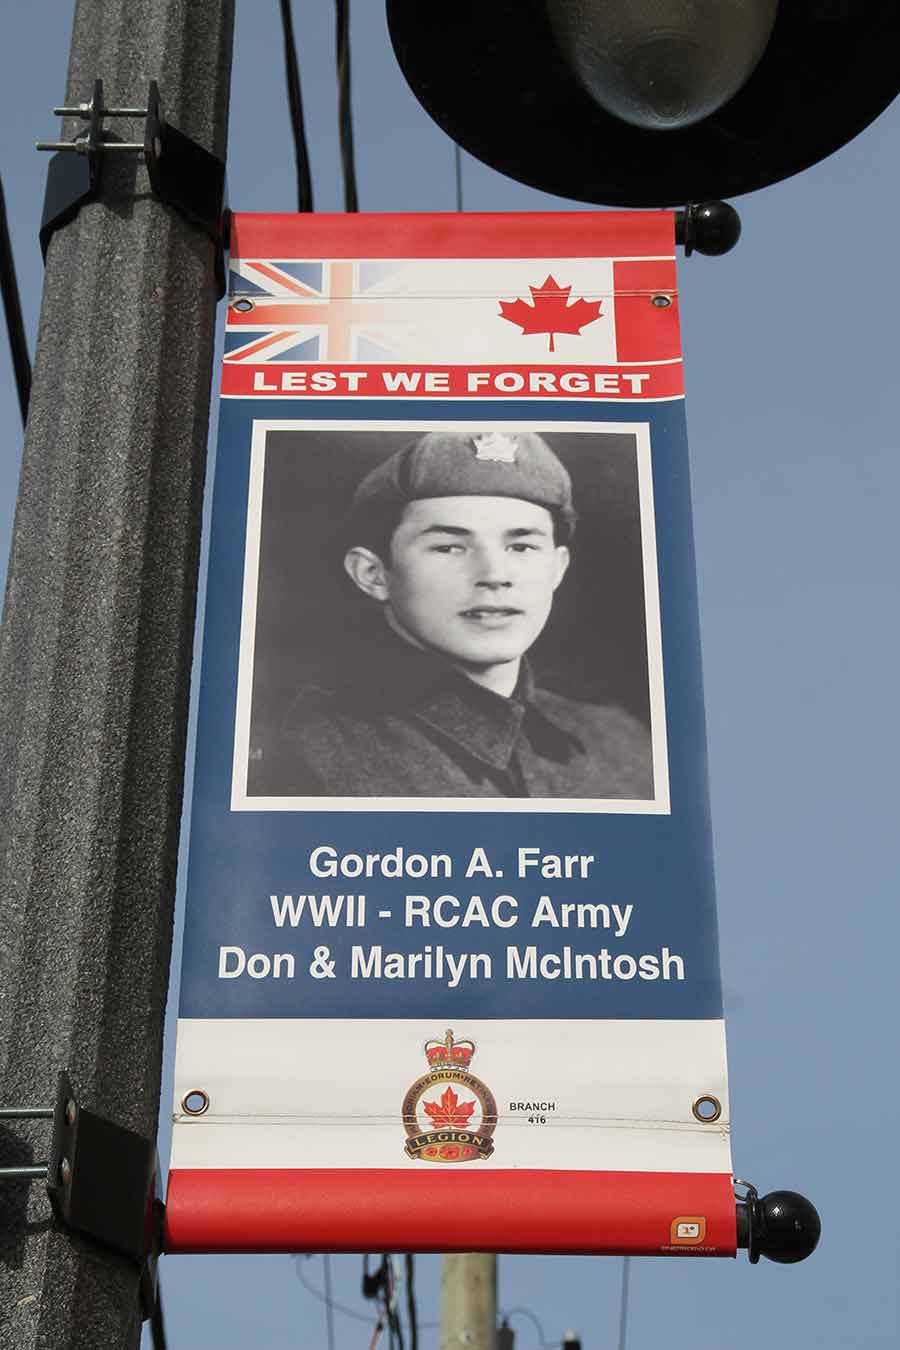 LEST WE FORGET
Gordon A. Farr
WWII - RCAC Army
Don & Marilyn McIntosh
BRANCH
416
LEGION